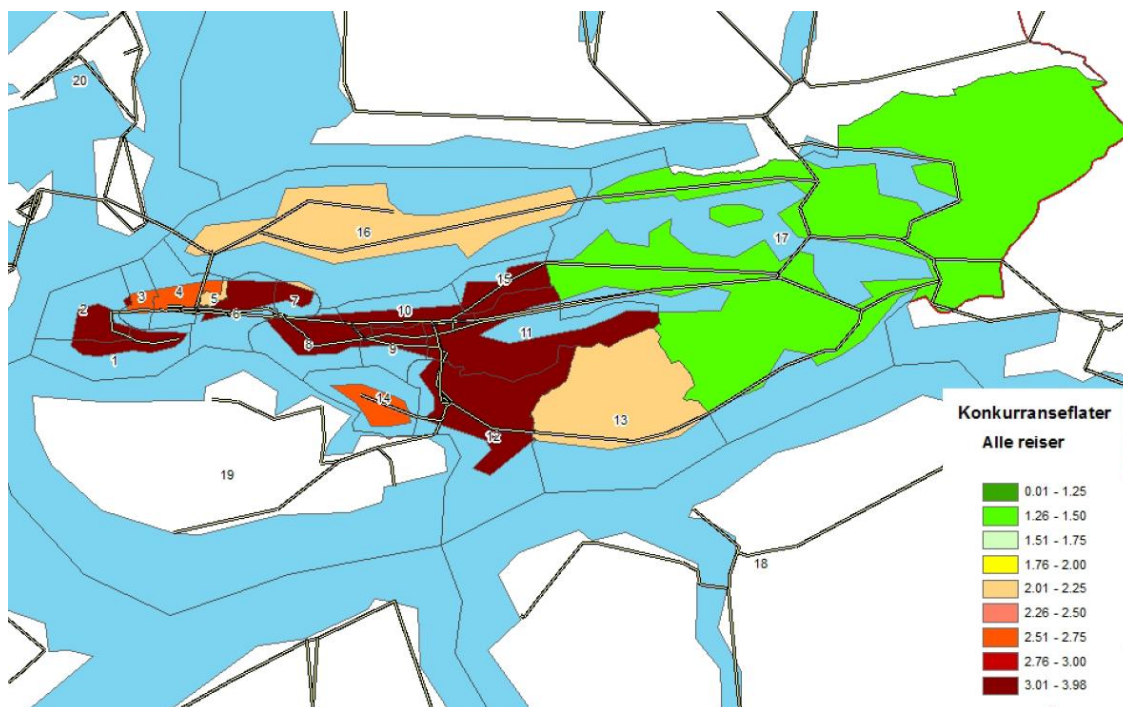 20
16
17
15
3
4
5
7
2
6
10
11
8
9
1
14
13
12
19
18
Konkurranseflater
Alle reiser
0.01 - 1.25
1.26 - 1.50
1.51 - 1.75
1.76 - 2.00
2.01 - 2.25
2.26 - 2.50
2.51 - 2.75
2.76 - 3.00
3.01 - 3.98